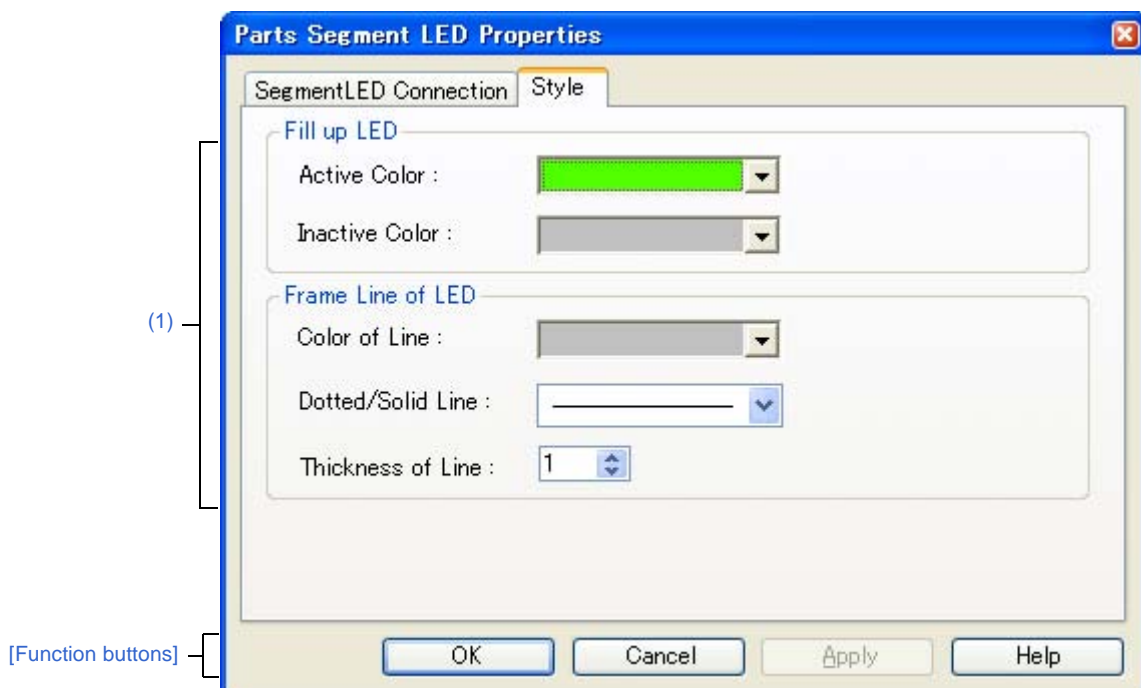 Parts Segment LED Properties
SegmentLED Connection Style
Fill up LED
Active Color :
Inactive Color :
(1)
Frame Line of LED
Color of Line :
Dotted/Solid Line :
Thickness of Line : 1
[Function buttons]
OK Cancel Apply Help